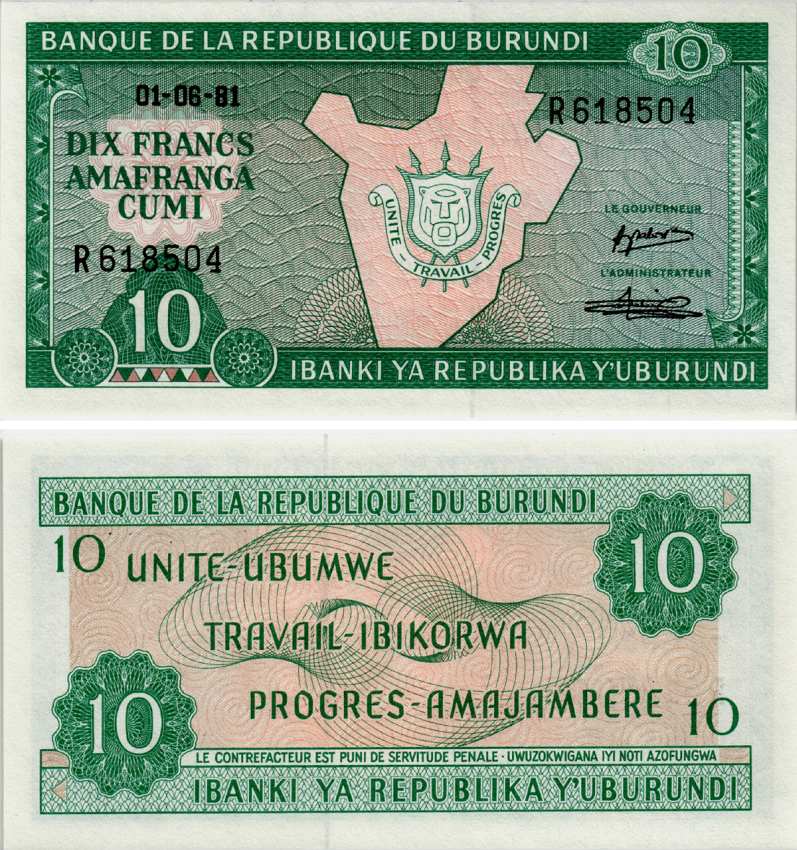 BANQUE DE LA REPUBLIQUE DU BURUNDI
10
01-06-81
R618504
DIX FRANCS
AMAFRANGA
CUMI
UNITE - TRAVAIL - PROGRES
LE GOUVERNEUR
R618504
L'ADMINISTRATEUR
10
IBANKI YA REPUBLIKA Y'UBURUNDI
BANQUE DE LA REPUBLIQUE DU BURUNDI
10
UNITE-UBUMWE
10
TRAVAIL-IBIKORWA
10
PROGRES-AMAJAMBERE
10
LE CONTREFACTEUR EST PUNI DE SERVITUDE PENALE · UWUZOKWIGANA IYI NOTI AZOFUNGWA
IBANKI YA REPUBLIKA Y'UBURUNDI